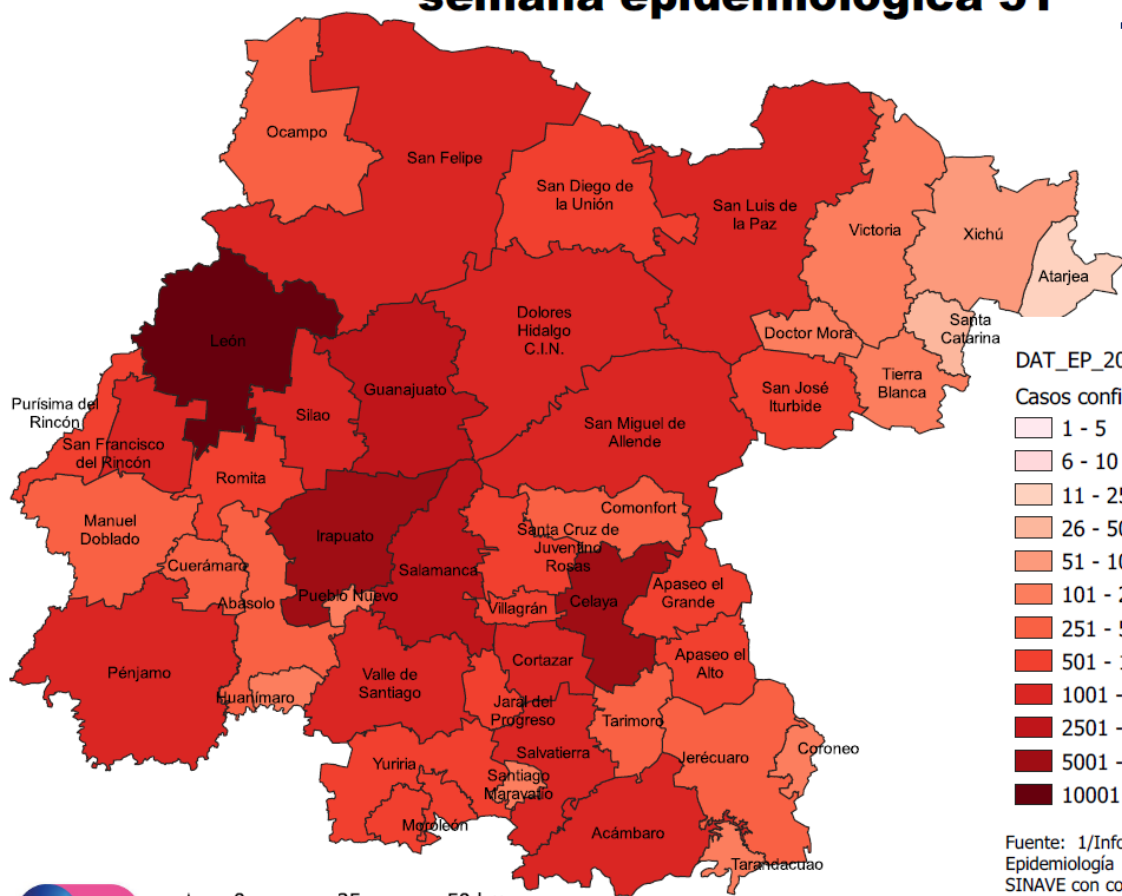 semana epidemiológica 51
Ocampo
San Felipe
San Diego de
la Unión
San Luis de
la Paz
Victoria
Xichú
Atarjea
Dolores
Hidalgo
C.I.N.
Santa
Catarina
Doctor Mora
León
Guanajuato
Tierra
Blanca
San José
Iturbide
Purísima del
Rincón
San Francisco
del Rincón
Silao
San Miguel de
Allende
Romita
Comonfort
Manuel
Doblado
Irapuato
Santa Cruz de
Juventino
Rosas
Cuerámaro
Salamanca
Abasolo
Pueblo Nuevo
Villagrán
Celaya
Apaseo el
Grande
Pénjamo
Cortazar
Apaseo el
Alto
Valle de
Santiago
Huanímaro
Jaral del
Progreso
Tarimoro
Salvatierra
Jerécuaro
Coroneo
Yuriria
Santiago
Maravatío
Moroleón
Acámbaro
Tarandacuao
DAT_EP_20
Casos confi
1 - 5
6 - 10
11 - 25
26 - 50
51 - 10
101 - 2
251 - 5
501 - 1
1001 -
2501 -
5001 -
10001
Fuente: 1/Info
Epidemiología
SINAVE con co